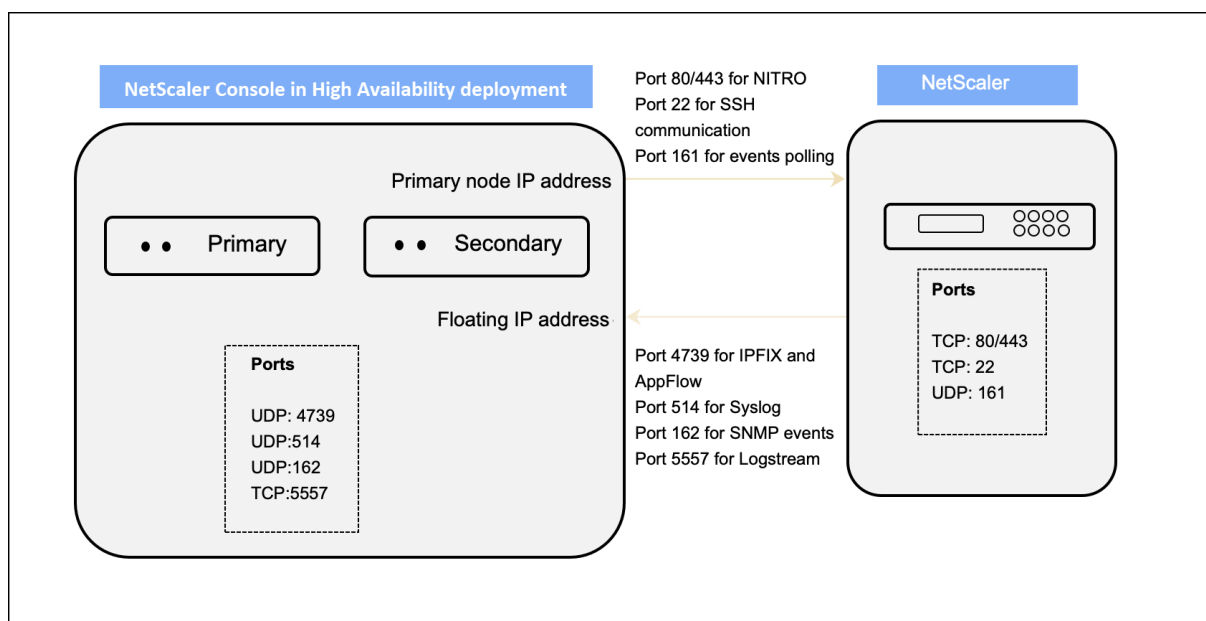 NetScaler Console in High Availability deployment
Port 80/443 for NITRO
Port 22 for SSH
communication
Port 161 for events polling
NetScaler
Primary node IP address
Primary
Secondary
Floating IP address
Ports
UDP: 4739
UDP:514
UDP:162
TCP:5557
Port 4739 for IPFIX and
AppFlow
Port 514 for Syslog
Port 162 for SNMP events
Port 5557 for Logstream
Ports
TCP: 80/443
TCP: 22
UDP: 161